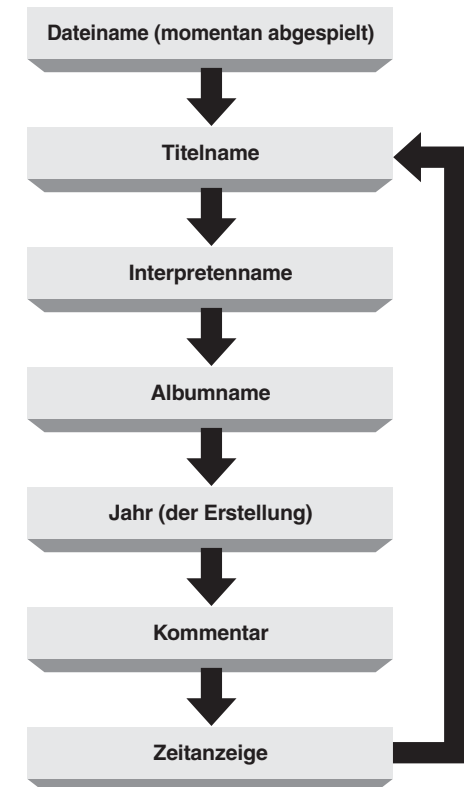 Dateiname (momentan abgespielt)
Titelname
Interpretenname
Albumname
Jahr (der Erstellung)
Kommentar
Zeitanzeige